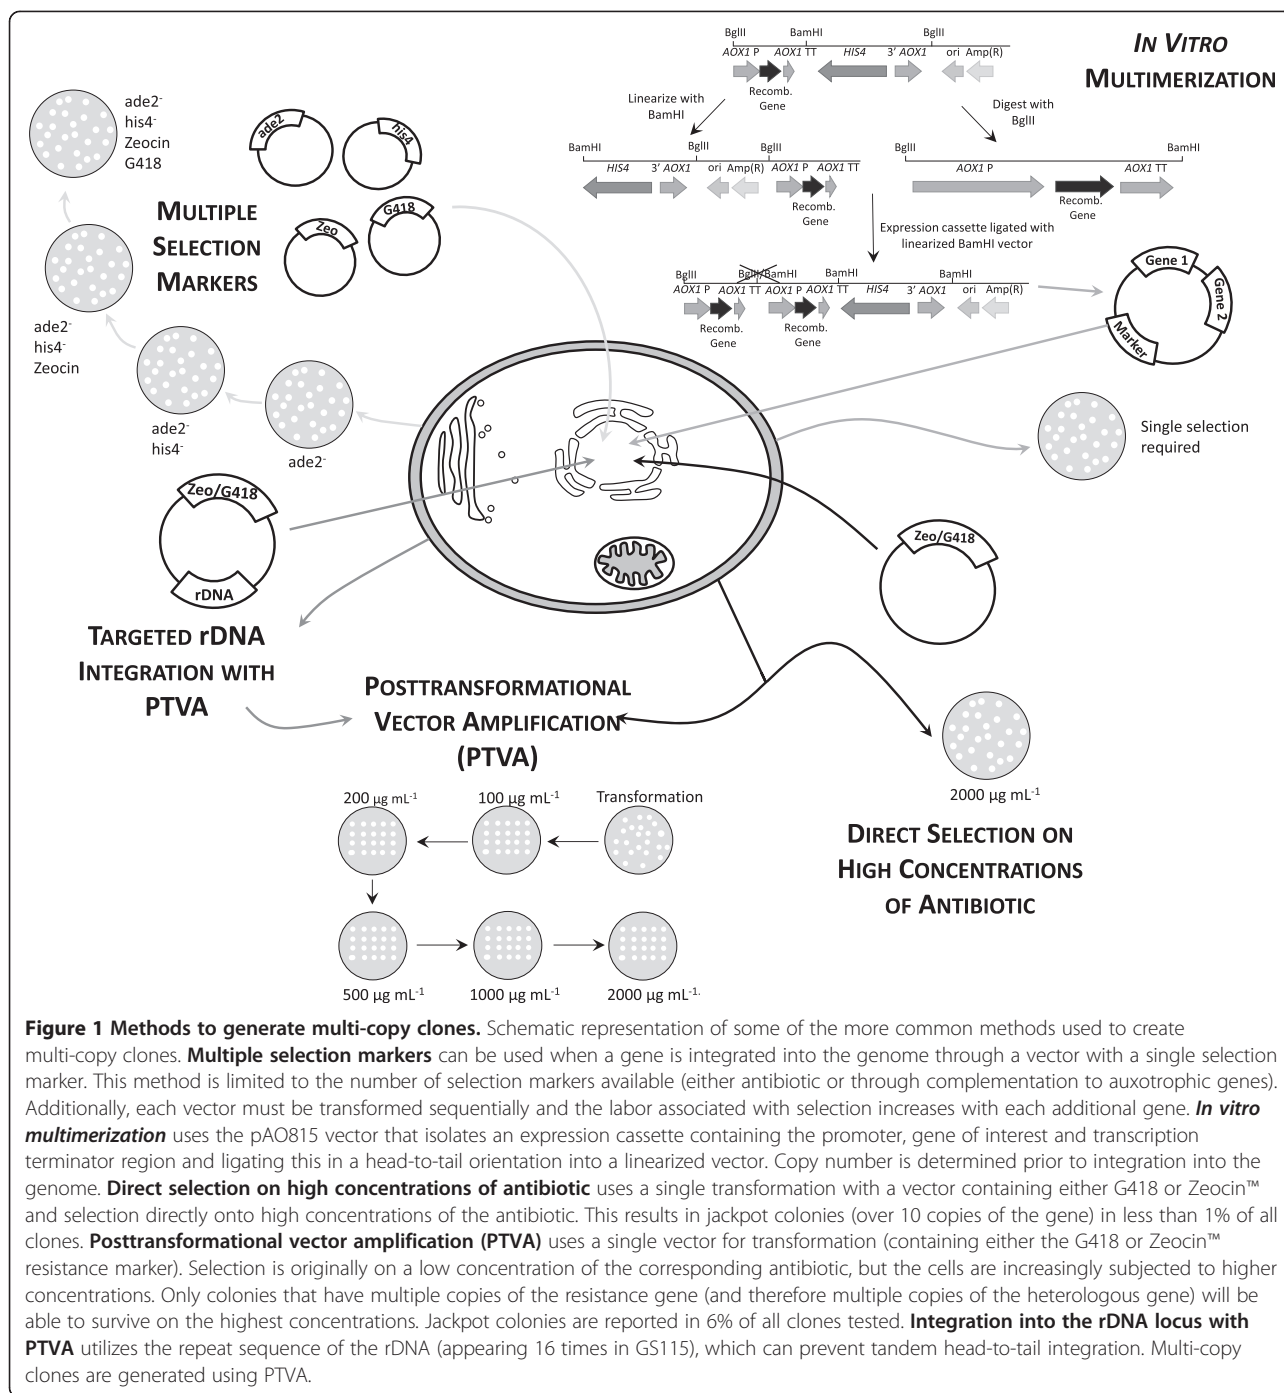 IN VITRO
MULTIMERIZATION
BglII BamHI BglII
AOX1 P AOX1 TT HIS4 3' AOX1 ori Amp(R)
Recomb.
Gene
Linearize with
BamHI
Digest with
BglII
BamHI BglII BglII
HIS4 3' AOX1 ori Amp(R) AOX1 P AOX1 TT
Recomb.
Gene
BglII BamHI
AOX1 P AOX1 TT
Recomb.
Gene
Expression cassette ligated with
linearized BamHI vector
BglII BglII/BamHI BamHI BamHI
AOX1 P AOX1 TT AOX1 P AOX1 TT HIS4 3' AOX1 ori Amp(R)
Recomb.
Gene
Recomb.
Gene
Gene 1
Gene 2
Marker
Single selection
required
MULTIPLE
SELECTION
MARKERS
ade2
his4
Zeo
G418
ade2-
his4-
Zeocin
G418
ade2-
his4-
Zeocin
ade2-
his4-
ade2-
Zeo/G418
rDNA
TARGETED rDNA
INTEGRATION WITH
PTVA
Zeo/G418
POSTTRANSFORMATIONAL
VECTOR AMPLIFICATION
(PTVA)
200 µg mL-1 100 µg mL-1 Transformation
500 µg mL-1 1000 µg mL-1 2000 µg mL-1.
2000 µg mL-1
DIRECT SELECTION ON
HIGH CONCENTRATIONS
OF ANTIBIOTIC
Figure 1 Methods to generate multi-copy clones. Schematic representation of some of the more common methods used to create
multi-copy clones. Multiple selection markers can be used when a gene is integrated into the genome through a vector with a single selection
marker. This method is limited to the number of selection markers available (either antibiotic or through complementation to auxotrophic genes).
Additionally, each vector must be transformed sequentially and the labor associated with selection increases with each additional gene. In vitro
multimerization uses the pAO815 vector that isolates an expression cassette containing the promoter, gene of interest and transcription
terminator region and ligating this in a head-to-tail orientation into a linearized vector. Copy number is determined prior to integration into the
genome. Direct selection on high concentrations of antibiotic uses a single transformation with a vector containing either G418 or Zeocin™
and selection directly onto high concentrations of the antibiotic. This results in jackpot colonies (over 10 copies of the gene) in less than 1% of all
clones. Posttransformational vector amplification (PTVA) uses a single vector for transformation (containing either the G418 or Zeocin™
resistance marker). Selection is originally on a low concentration of the corresponding antibiotic, but the cells are increasingly subjected to higher
concentrations. Only colonies that have multiple copies of the resistance gene (and therefore multiple copies of the heterologous gene) will be
able to survive on the highest concentrations. Jackpot colonies are reported in 6% of all clones tested. Integration into the rDNA locus with
PTVA utilizes the repeat sequence of the rDNA (appearing 16 times in GS115), which can prevent tandem head-to-tail integration. Multi-copy
clones are generated using PTVA.